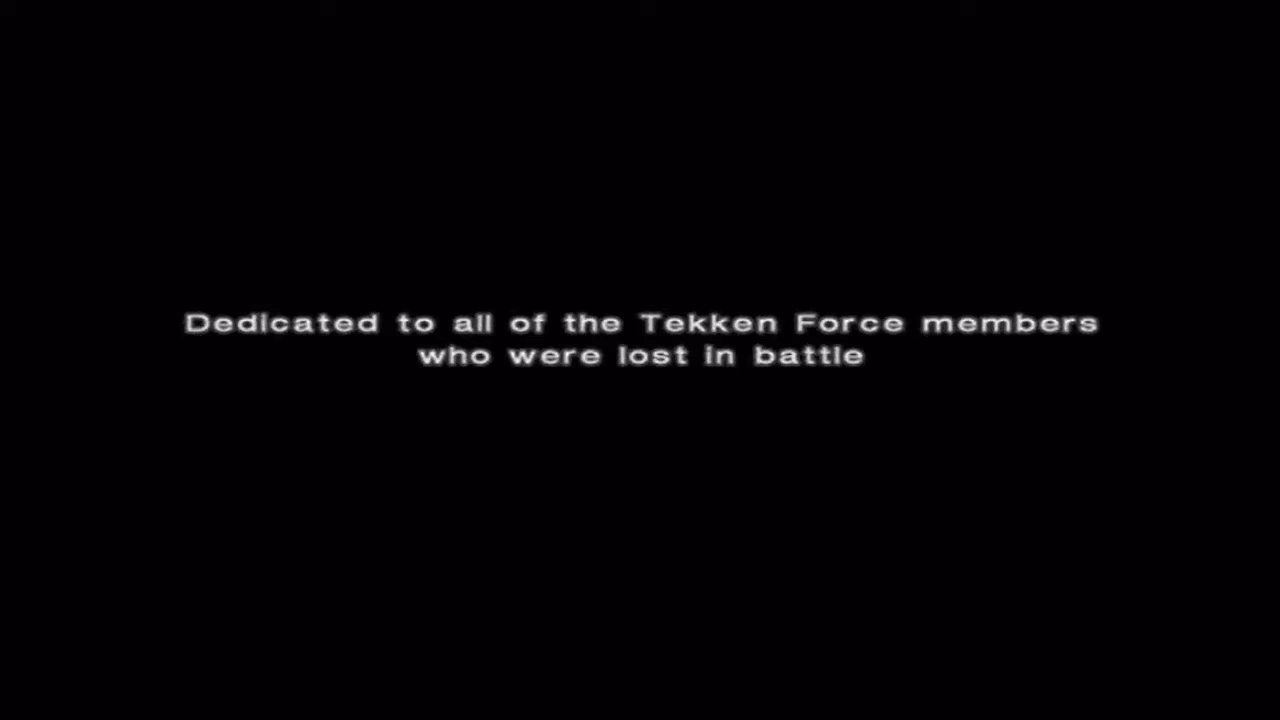 Dedicated to all of the Tekken Force members
who were lost in battle